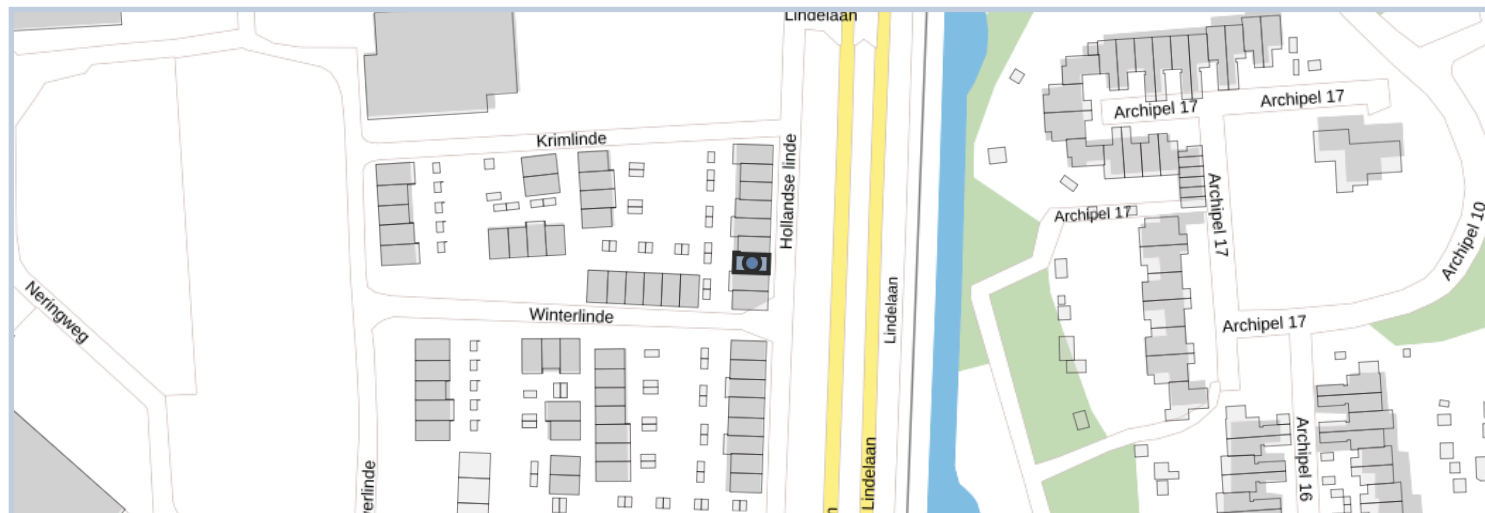 Lindelaan
Krimlinde
Hollandse linde
Archipel 17
Archipel 17
Archipel 17
Archipel 17
Archipel 10
Neringweg
Winterlinde
Lindelaan
Archipel 17
Lindelaan
Archipel 16